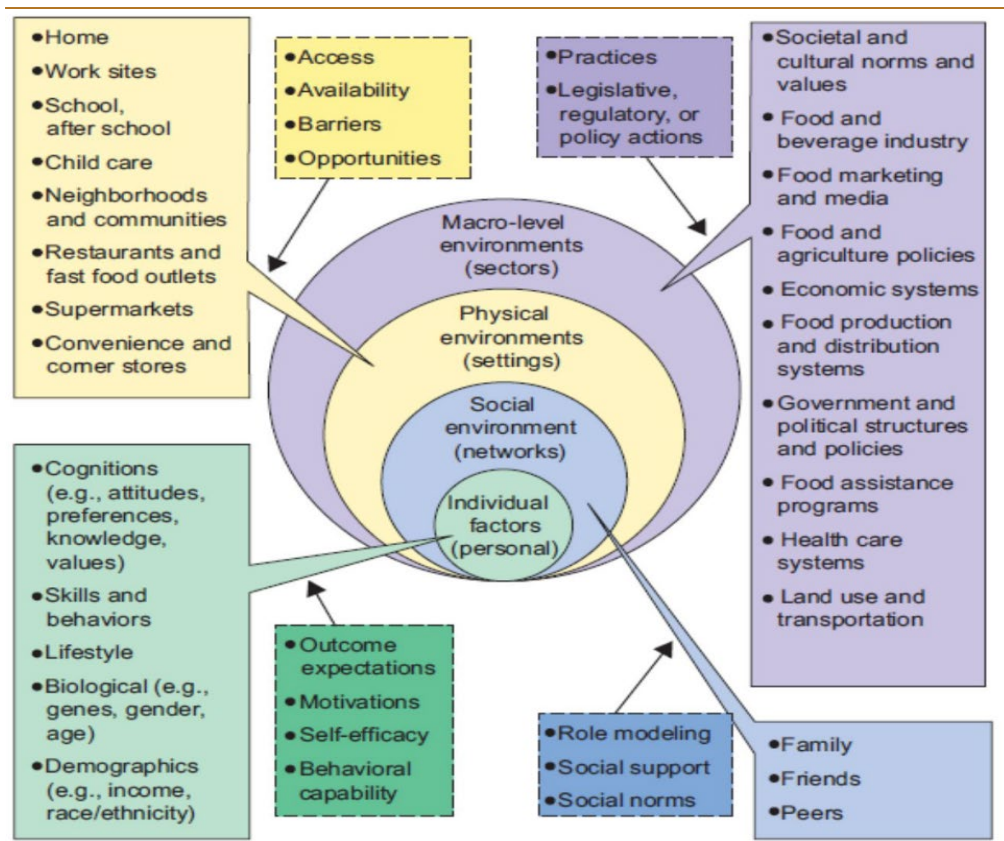 •Home
•Work sites
•School,
after school
•Child care
•Neighborhoods
and communities
•Restaurants and
fast food outlets
•Supermarkets
•Convenience and
corner stores
•Access
•Availability
•Barriers
•Opportunities
•Practices
•Legislative,
regulatory, or
policy actions
•Societal and
cultural norms and
values
•Food and
beverage industry
•Food marketing
and media
•Food and
agriculture policies
•Economic systems
•Food production
and distribution
systems
•Government and
political structures
and policies
•Food assistance
programs
•Health care
systems
•Land use and
transportation
Macro-level
environments
(sectors)
Physical
environments
(settings)
Social
environment
(networks)
Individual
factors
(personal)
•Cognitions
(e.g., attitudes,
preferences,
knowledge,
values)
•Skills and
behaviors
•Lifestyle
•Biological (e.g.,
genes, gender,
age)
•Demographics
(e.g., income,
race/ethnicity)
•Outcome
expectations
•Motivations
•Self-efficacy
•Behavioral
capability
•Role modeling
•Social support
•Social norms
•Family
•Friends
•Peers